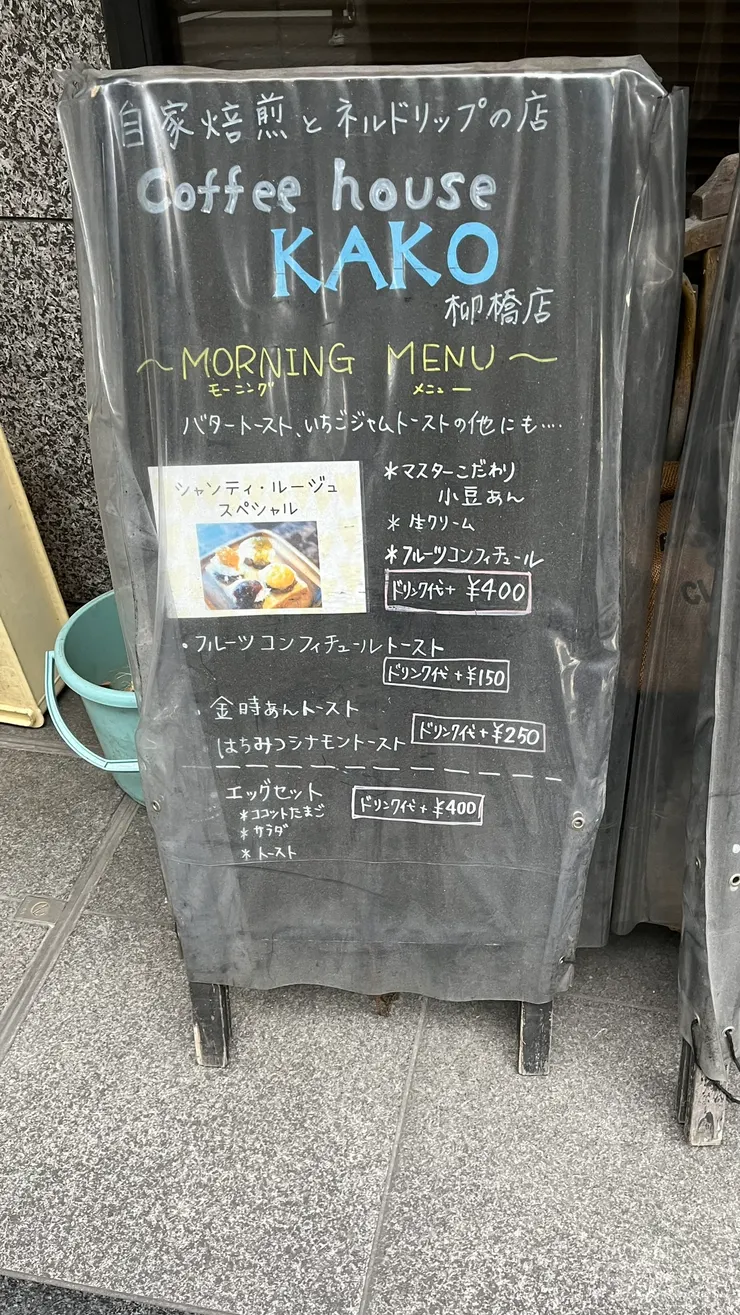 自家焙煎とネルドリップの店
Coffee house
KAKO
柳橋店
～MORNING MENU～
モーニング メニュー
バタートースト、いちごジャムトーストの他にも‥‥
シャンティ・ルージュ
スペシャル
*マスターこだわり
小豆あん
*生クリーム
*フルーツコンフィチュール
ドリンク代+ ¥400
・フルーツコンフィチュールトースト
ドリンク代+¥150
・金時あんトースト
はちみつシナモントースト
ドリンク代+¥250
エッグセット
ドリンク代+ ¥400
*ココットたまご
*サラダ
*トースト